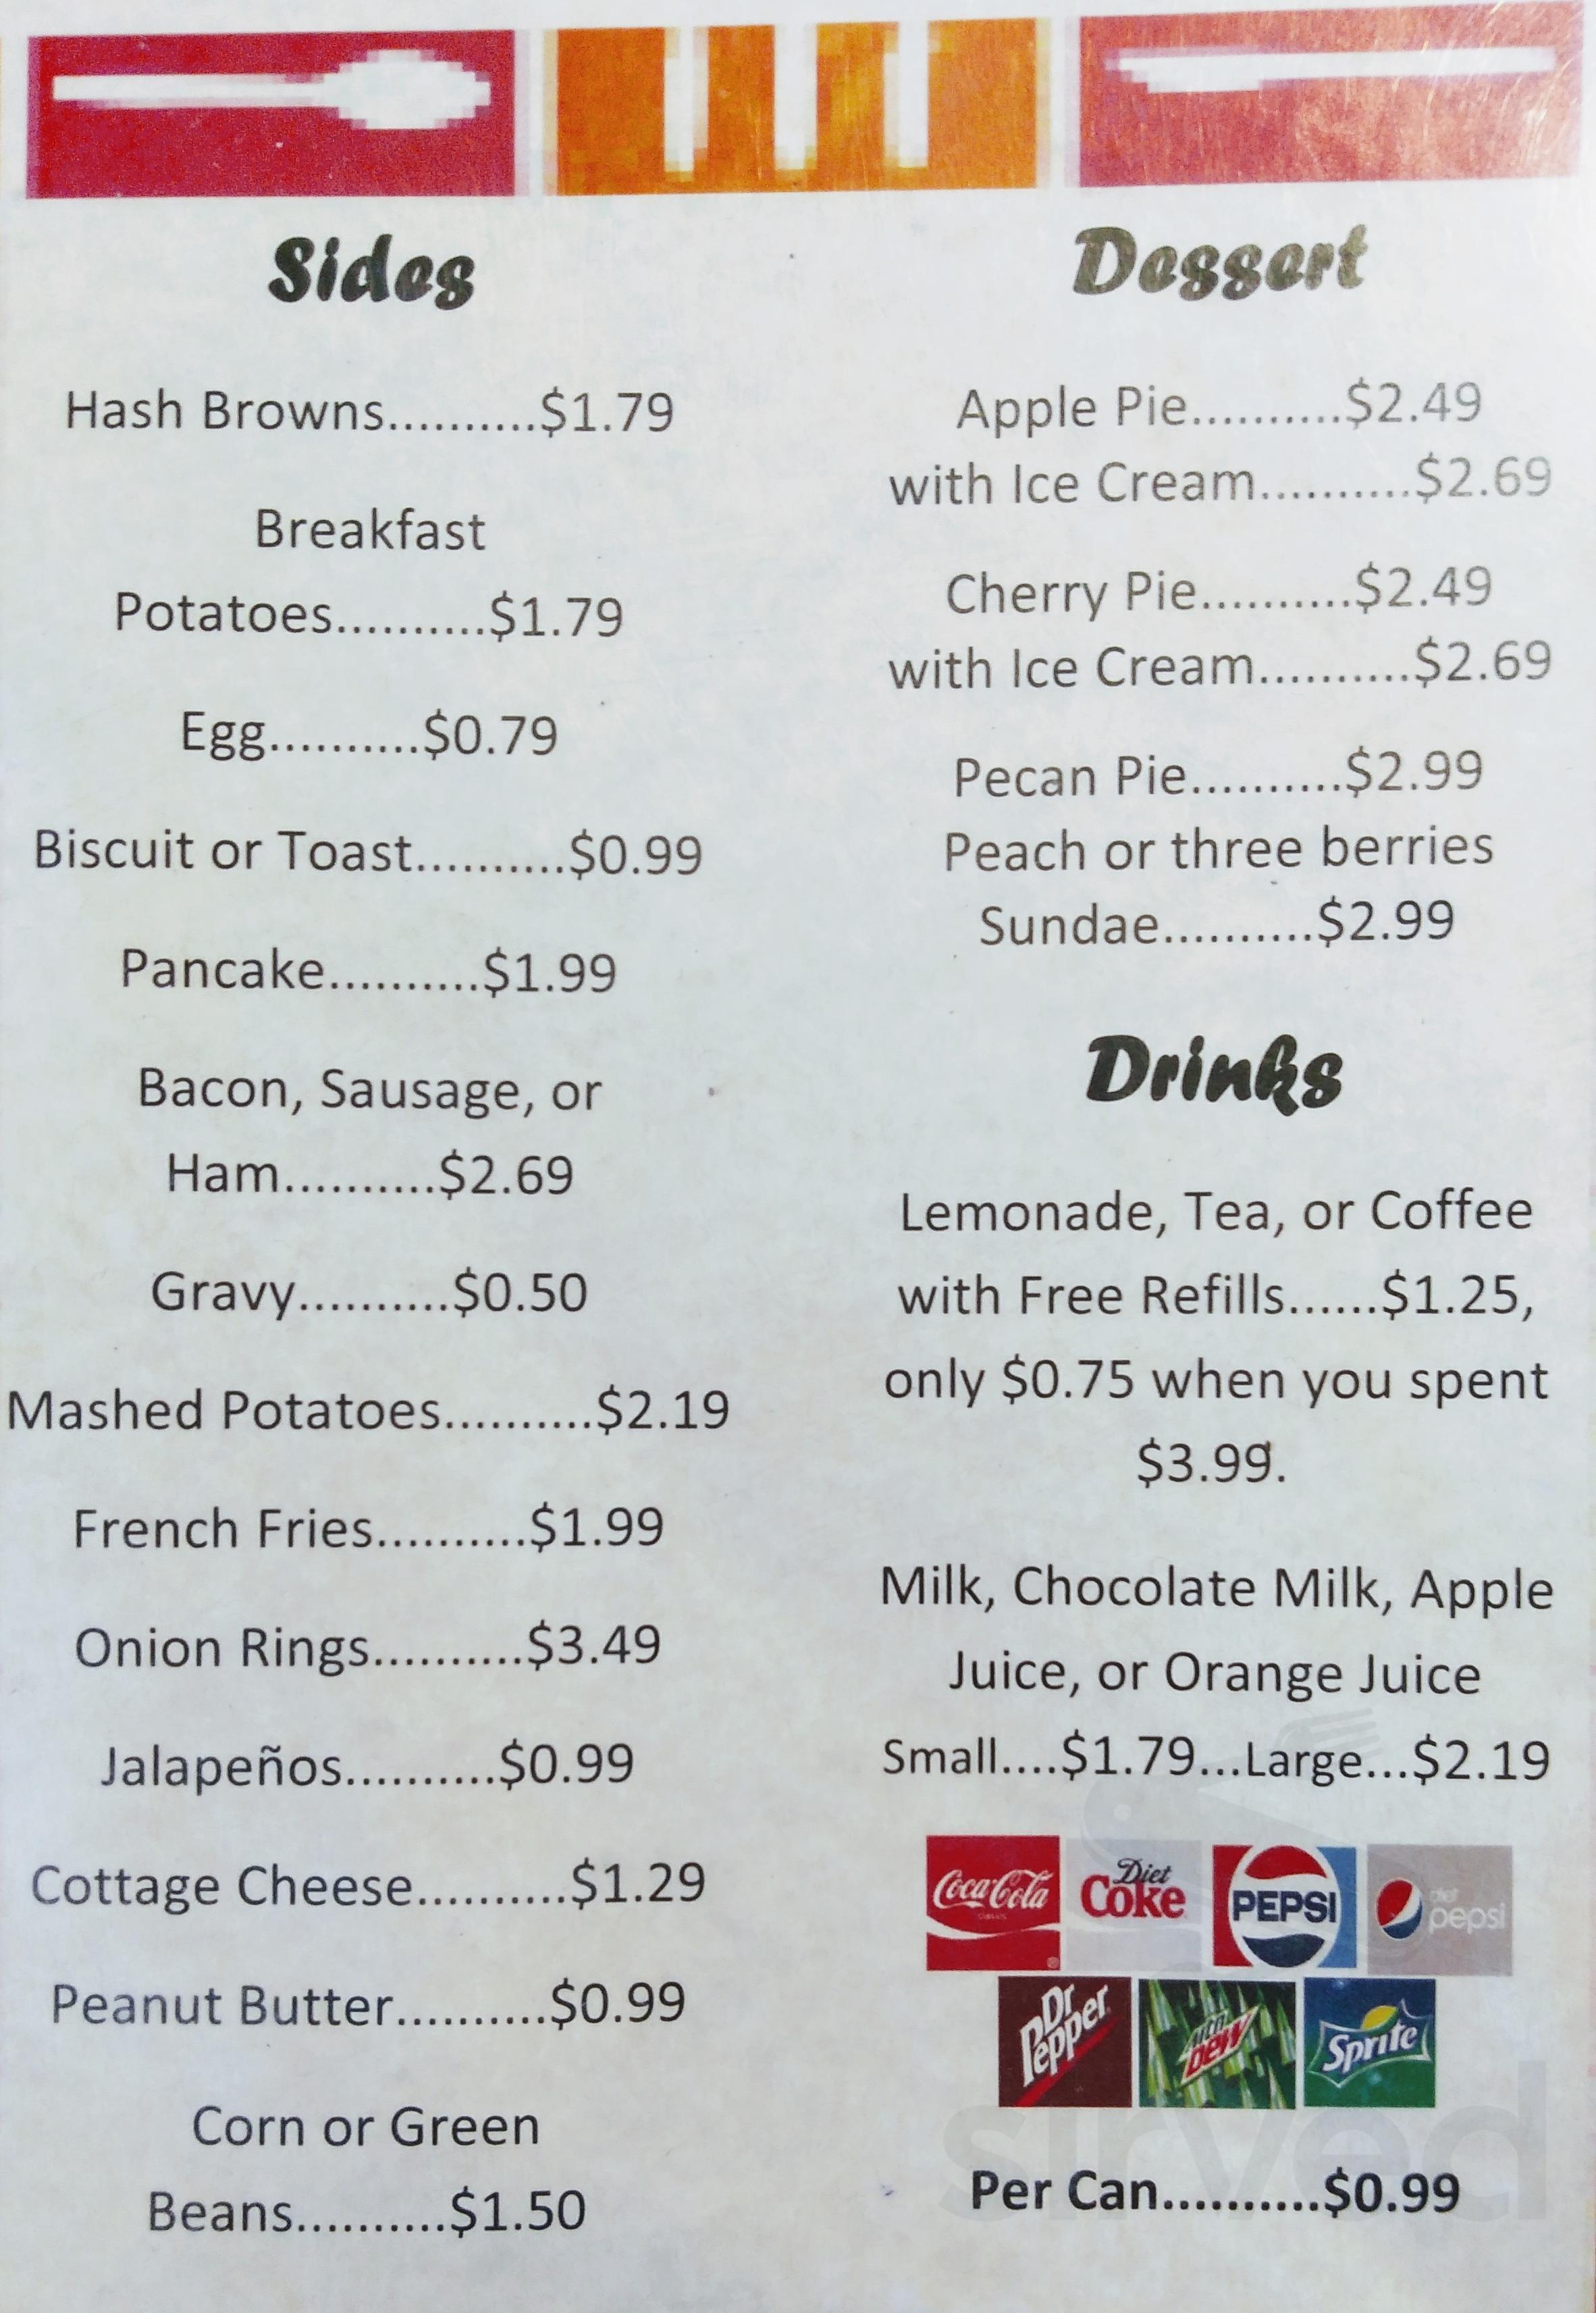 Sides
Hash Browns..........$1.79
Breakfast
Potatoes..........$1.79
Egg..........$0.79
Biscuit or Toast..........$0.99
Pancake..........$1.99
Bacon, Sausage, or
Ham..........$2.69
Gravy..........$0.50
Mashed Potatoes..........$2.19
French Fries..........$1.99
Onion Rings..........$3.49
Jalapeños..........$0.99
Cottage Cheese..........$1.29
Peanut Butter..........$0.99
Corn or Green
Beans..........$1.50
Dessert
Apple Pie..........$2.49
with Ice Cream..........$2.69
Cherry Pie..........$2.49
with Ice Cream..........$2.69
Pecan Pie..........$2.99
Peach or three berries
Sundae..........$2.99
Drinks
Lemonade, Tea, or Coffee
with Free Refills......$1.25,
only $0.75 when you spent
$3.99.
Milk, Chocolate Milk, Apple
Juice, or Orange Juice
Small....$1.79...Large...$2.19
Coca-Cola
Diet
Coke
PEPSI
diet
pepsi
Dr
Pepper
Mtn
Dew
Sprite
Per Can..........$0.99
sirved